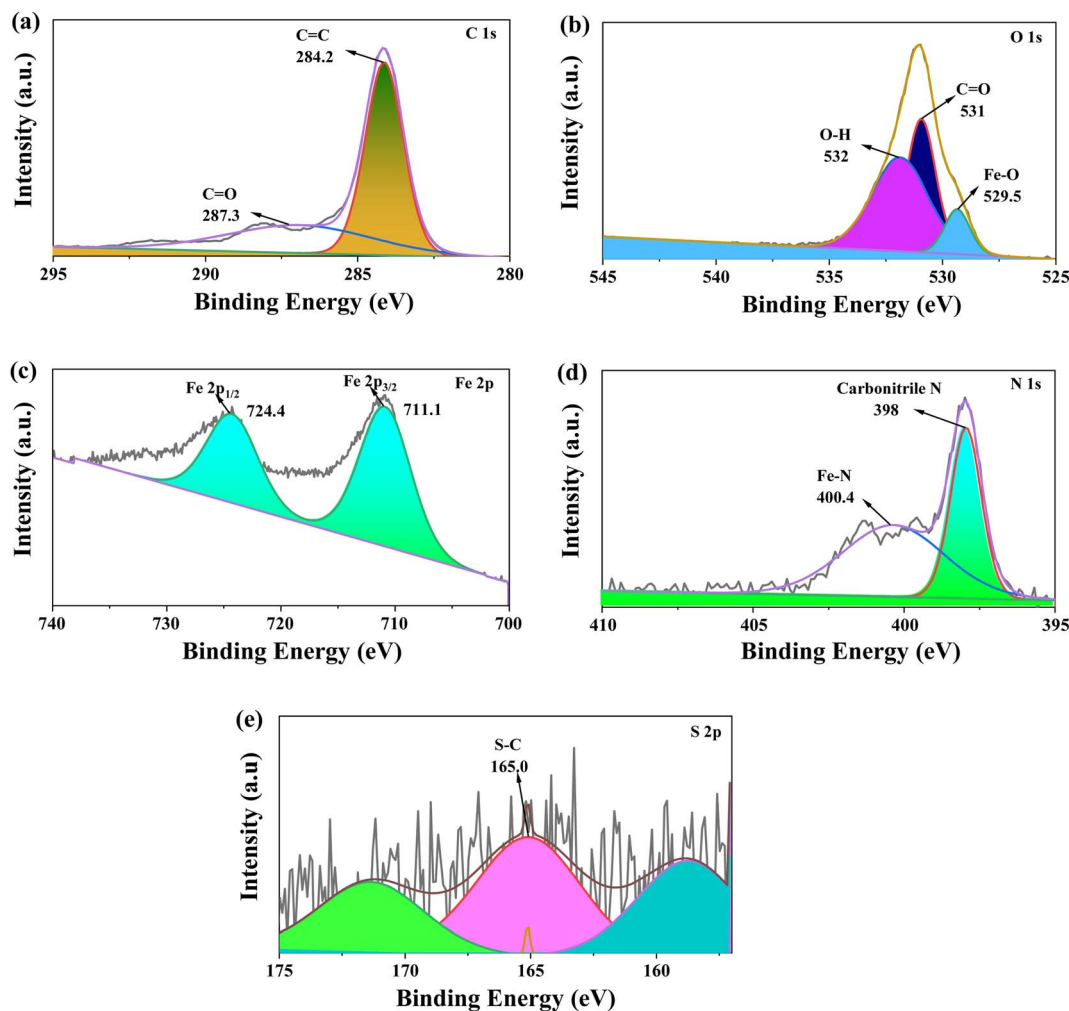 (a)
C 1s
C=C
284.2
C=O
287.3
Intensity (a.u.)
295 290 285 280
Binding Energy (eV)
(b)
O 1s
C=O
531
O-H
532
Fe-O
529.5
Intensity (a.u.)
545 540 535 530 525
Binding Energy (eV)
(c)
Fe 2p1/2
724.4
Fe 2p3/2
711.1
Fe 2p
Intensity (a.u.)
740 730 720 710 700
Binding Energy (eV)
(d)
N 1s
Carbonitrile N
398
Fe-N
400.4
Intensity (a.u.)
410 405 400 395
Binding Energy (eV)
(e)
S 2p
S-C
165.0
Intensity (a.u)
175 170 165 160
Binding Energy (eV)